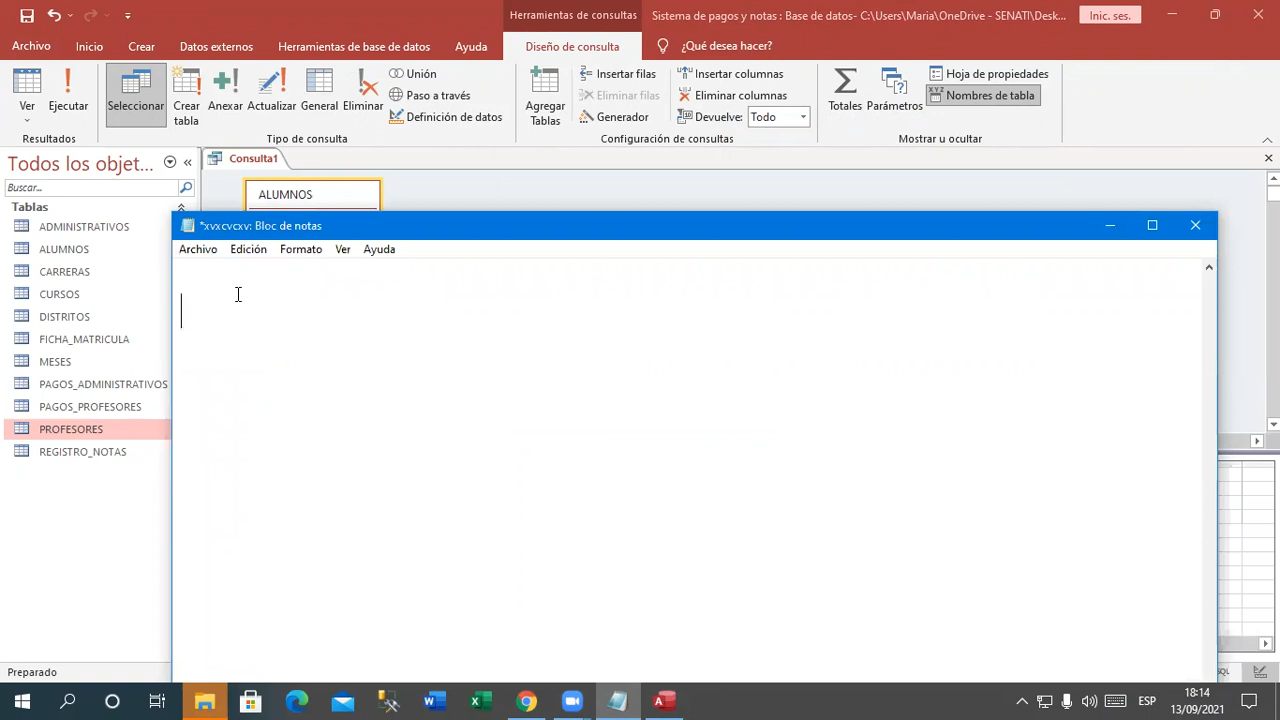 Herramientas de consultas
Sistema de pagos y notas : Base de datos- C:\Users\Maria\OneDrive - SENATI\Desk...
Inic. ses.
Archivo
Inicio
Crear
Datos externos
Herramientas de base de datos
Ayuda
Diseño de consulta
¿Qué desea hacer?
Ver
Ejecutar
Seleccionar
Crear tabla
Anexar
Actualizar
General
Eliminar
Unión
Paso a través
Definición de datos
Agregar Tablas
Insertar filas
Eliminar filas
Generador
Insertar columnas
Eliminar columnas
Devuelve: Todo
Totales
Parámetros
Hoja de propiedades
XYZ Nombres de tabla
Resultados
Tipo de consulta
Configuración de consultas
Mostrar u ocultar
Todos los objet...
Buscar...
Tablas
ADMINISTRATIVOS
ALUMNOS
CARRERAS
CURSOS
DISTRITOS
FICHA_MATRICULA
MESES
PAGOS_ADMINISTRATIVOS
PAGOS_PROFESORES
PROFESORES
REGISTRO_NOTAS
Consulta1
ALUMNOS
*xvxcvcxv: Bloc de notas
Archivo
Edición
Formato
Ver
Ayuda
Preparado
ESP
18:14
13/09/2021